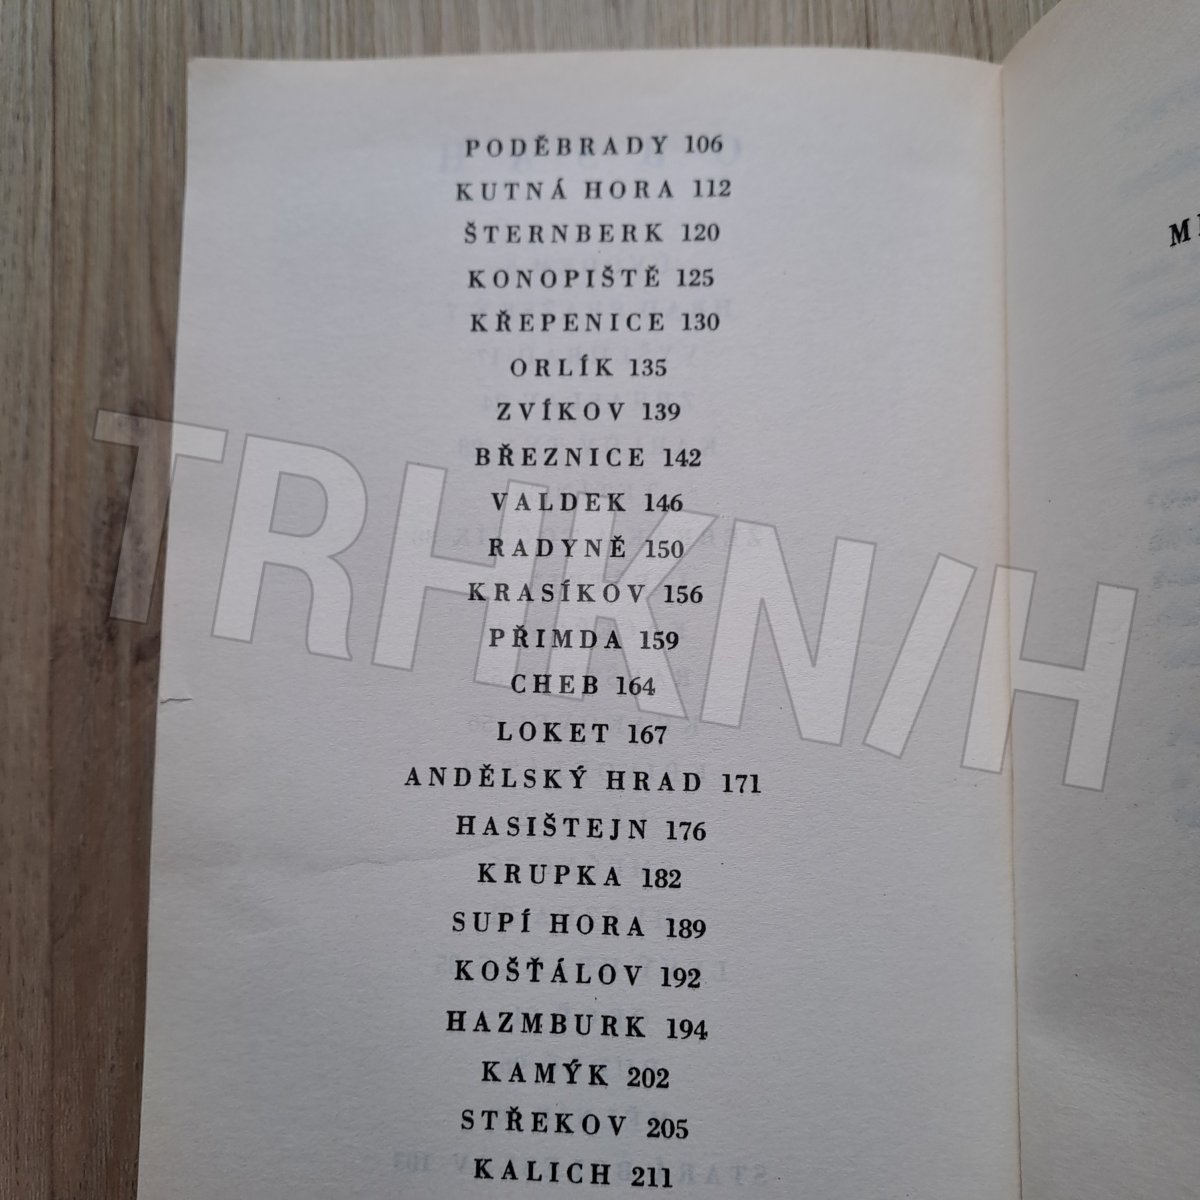 PODĚBRADY 106
KUTNÁ HORA 112
ŠTERNBERK 120
KONOPIŠTĚ 125
KŘEPENICE 130
ORLÍK 135
ZVÍKOV 139
BŘEZNICE 142
VALDEK 146
RADYNĚ 150
KRASÍKOV 156
PŘIMDA 159
CHEB 164
LOKET 167
ANDĚLSKÝ HRAD 171
HASIŠTEJN 176
KRUPKA 182
SUPÍ HORA 189
KOŠŤÁLOV 192
HAZMBURK 194
KAMÝK 202
STŘEKOV 205
KALICH 211
TRHKN/H